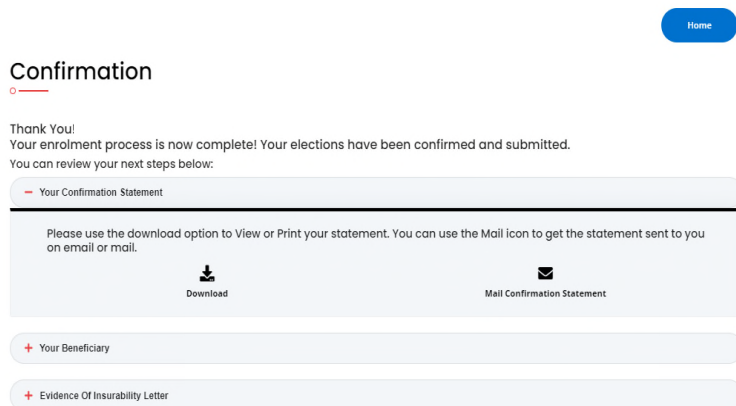 Home
Confirmation
Thank You!
Your enrolment process is now complete! Your elections have been confirmed and submitted.
You can review your next steps below:
Your Confirmation Statement
Please use the download option to View or Print your statement. You can use the Mail icon to get the statement sent to you
on email or mail.
Download
Mail Confirmation Statement
Your Beneficiary
Evidence Of Insurability Letter